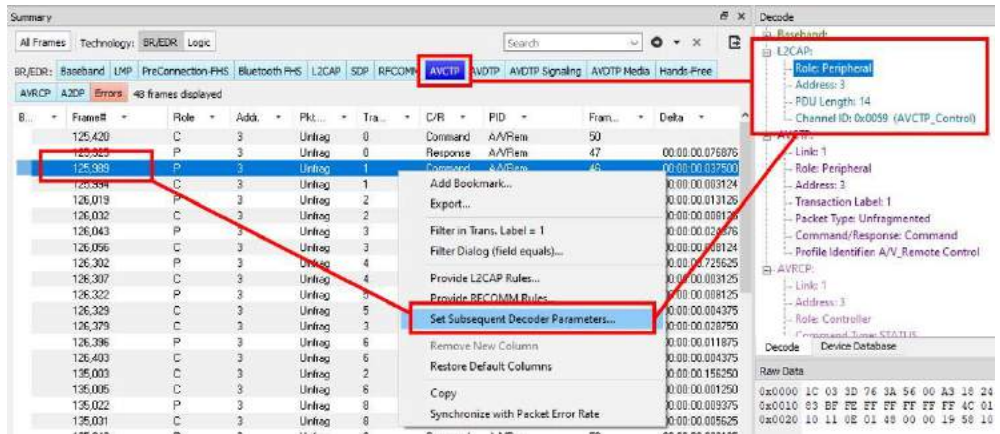 Summary
All Frames Technology: BR/EDR Logic Search
BR/EDR: Baseband LMP PreConnection-FHS Bluetooth FHS L2CAP SDP RFCOMM AVCTP AVDTP AVDTP Signaling AVDTP Media Hands-Free
AVRCP A2DP Errors 48 frames displayed
B... Frame# Role Addr. Pkt... Tra... C/R PID Fram... Delta
125,420 C 3 Unfrag 0 Command A/VRem 50
125,925 P 3 Unfrag 0 Response A/VRem 47 00:00:00.076876
125,989 P 3 Unfrag 1 Command A/VRem 46 00:00:00.037500
125,994 C 3 Unfrag 1 00:00:00.003124
126,019 P 3 Unfrag 2 00:00:00.013126
126,032 C 3 Unfrag 2
126,043 P 3 Unfrag 3
126,056 C 3 Unfrag 3
126,302 P 3 Unfrag 4 00:00:00.725625
126,307 C 3 Unfrag 4 00:00:00.003125
126,322 P 3 Unfrag 5 00:00:00.008125
126,329 C 3 Unfrag 5 00:00:00.004375
126,379 C 3 Unfrag 3 00:00:00.028750
126,396 P 3 Unfrag 6 00:00:00.011875
126,403 C 3 Unfrag 6 00:00:00.004375
135,003 C 3 Unfrag 2 00:00:00.156250
135,005 C 3 Unfrag 6 00:00:00.001250
135,022 P 3 Unfrag 8 00:00:00.009375
135,031 C 3 Unfrag 8 00:00:00.005625
Add Bookmark...
Export...
Filter in Trans. Label = 1
Filter Dialog (field equals)...
Provide L2CAP Rules...
Provide RFCOMM Rules...
Set Subsequent Decoder Parameters...
Remove New Column
Restore Default Columns
Copy
Synchronize with Packet Error Rate
Decode
Baseband:
L2CAP:
Role: Peripheral
Address: 3
PDU Length: 14
Channel ID: 0x0059 (AVCTP_Control)
AVCTP:
Link: 1
Role: Peripheral
Address: 3
Transaction Label: 1
Packet Type: Unfragmented
Command/Response: Command
Profile Identifier: A/V_Remote Control
AVRCP:
Link: 1
Address: 3
Role: Controller
Command Type: STATUS
Decode Device Database
Raw Data
0x0000 1C 03 3D 76 3A 56 00 A3 18 24
0x0010 83 BF FE FF FF FF FF FF 4C 01
0x0020 10 11 0E 01 48 00 00 19 58 10